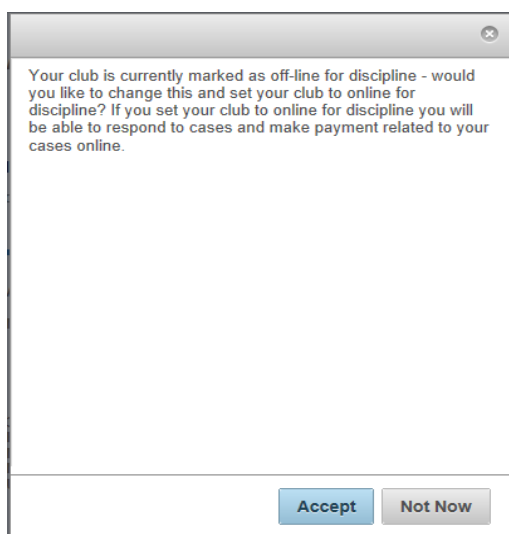 Your club is currently marked as off-line for discipline - would
you like to change this and set your club to online for
discipline? If you set your club to online for discipline you will
be able to respond to cases and make payment related to your
cases online.
Accept
Not Now